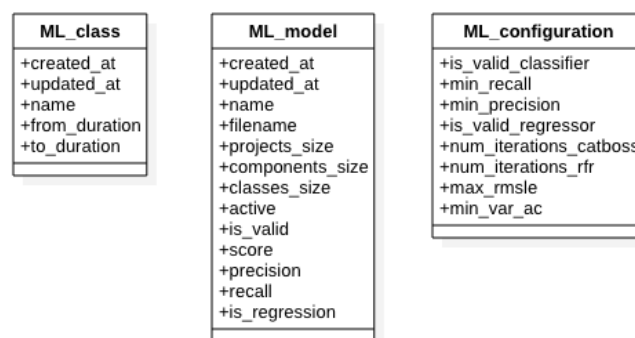 ML_class
+created_at
+updated_at
+name
+from_duration
+to_duration
ML_model
+created_at
+updated_at
+name
+filename
+projects_size
+components_size
+classes_size
+active
+is_valid
+score
+precision
+recall
+is_regression
ML_configuration
+is_valid_classifier
+min_recall
+min_precision
+is_valid_regressor
+num_iterations_catboss
+num_iterations_rfr
+max_rmsle
+min_var_ac